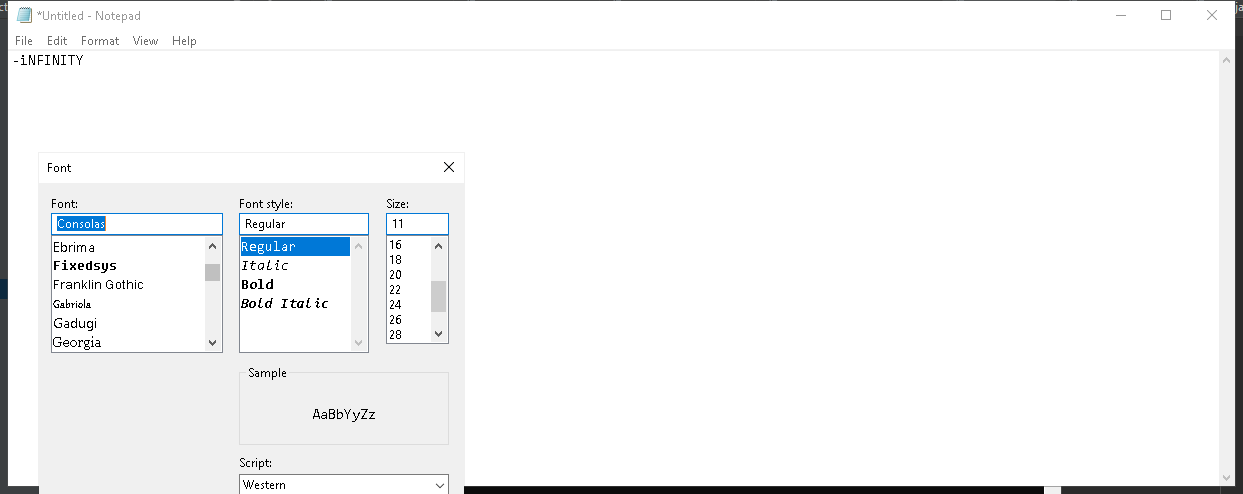 *Untitled - Notepad
File Edit Format View Help
-iNFINITY
Font
Font: Font style: Size:
Consolas Regular 11
Ebrima Regular 16
Fixedsys Italic 18
Franklin Gothic Bold 20
Gabriola Bold Italic 22
Gadugi 24
Georgia 26
28
Sample
AaBbYyZz
Script:
Western